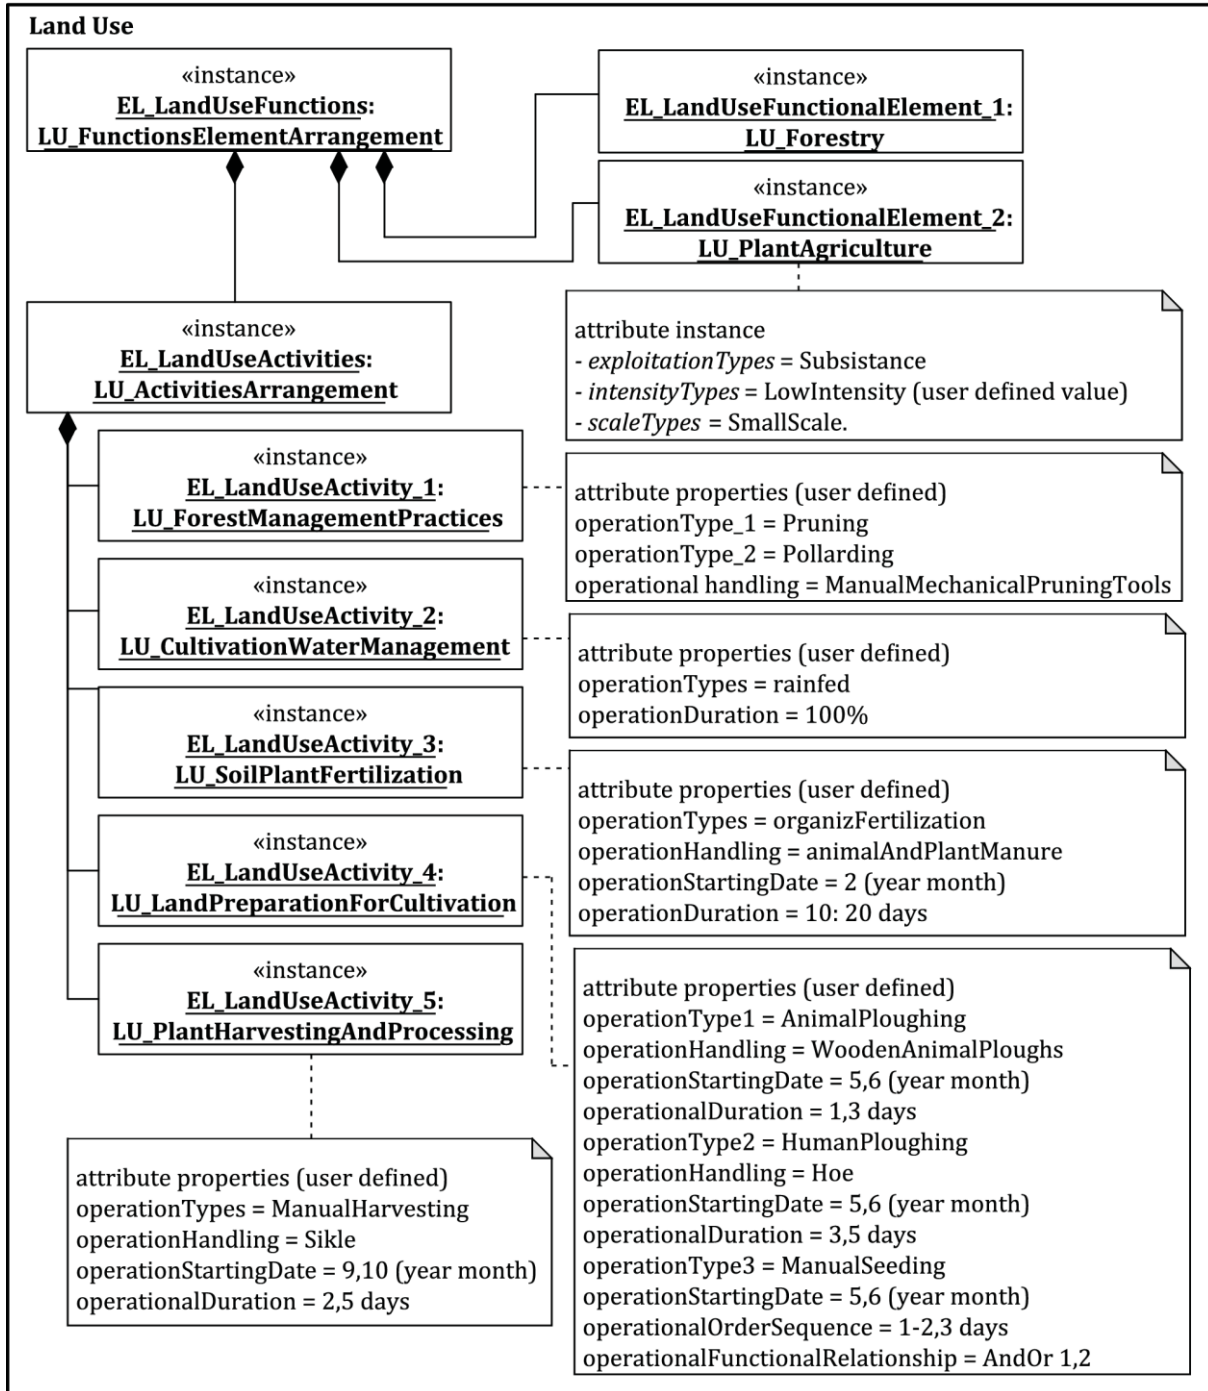 Land Use
«instance»
EL_LandUseFunctions:
LU_FunctionsElementArrangement
«instance»
EL_LandUseFunctionalElement_1:
LU_Forestry
«instance»
EL_LandUseFunctionalElement_2:
LU_PlantAgriculture
attribute instance
- exploitationTypes = Subsistance
- intensityTypes = LowIntensity (user defined value)
- scaleTypes = SmallScale.
«instance»
EL_LandUseActivities:
LU_ActivitiesArrangement
«instance»
EL_LandUseActivity_1:
LU_ForestManagementPractices
attribute properties (user defined)
operationType_1 = Pruning
operationType_2 = Pollarding
operational handling = ManualMechanicalPruningTools
«instance»
EL_LandUseActivity_2:
LU_CultivationWaterManagement
attribute properties (user defined)
operationTypes = rainfed
operationDuration = 100%
«instance»
EL_LandUseActivity_3:
LU_SoilPlantFertilization
attribute properties (user defined)
operationTypes = organizFertilization
operationHandling = animalAndPlantManure
operationStartingDate = 2 (year month)
operationDuration = 10: 20 days
«instance»
EL_LandUseActivity_4:
LU_LandPreparationForCultivation
attribute properties (user defined)
operationType1 = AnimalPloughing
operationHandling = WoodenAnimalPloughs
operationStartingDate = 5,6 (year month)
operationalDuration = 1,3 days
operationType2 = HumanPloughing
operationHandling = Hoe
operationStartingDate = 5,6 (year month)
operationalDuration = 3,5 days
operationType3 = ManualSeeding
operationStartingDate = 5,6 (year month)
operationalOrderSequence = 1-2,3 days
operationalFunctionalRelationship = AndOr 1,2
«instance»
EL_LandUseActivity_5:
LU_PlantHarvestingAndProcessing
attribute properties (user defined)
operationTypes = ManualHarvesting
operationHandling = Sikle
operationStartingDate = 9,10 (year month)
operationalDuration = 2,5 days